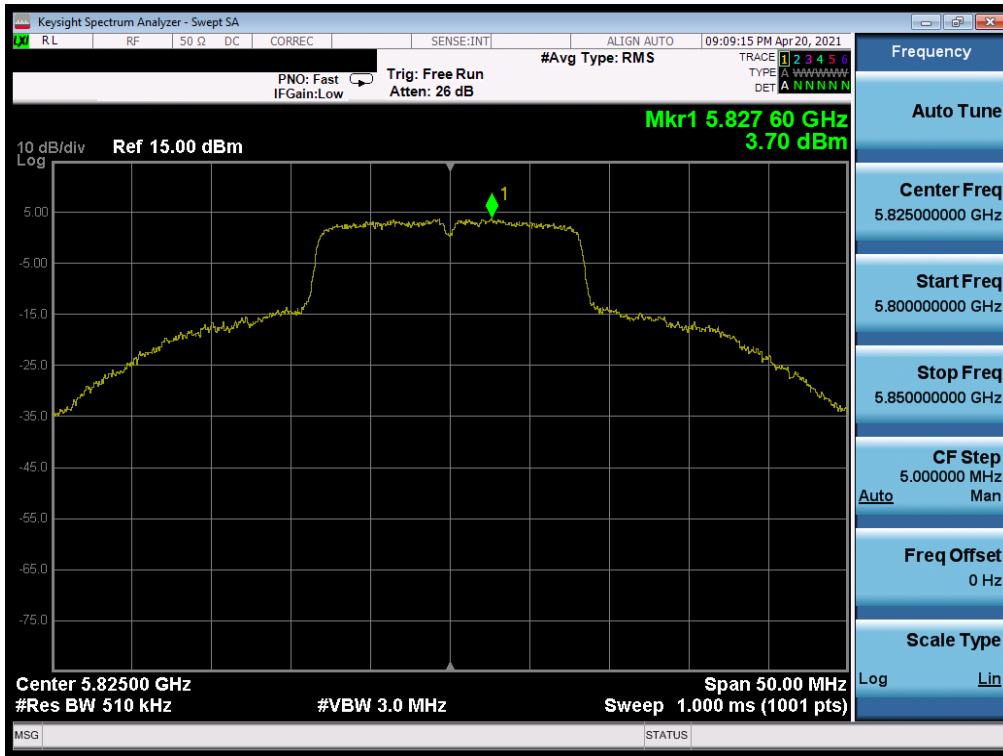 Keysight Spectrum Analyzer - Swept SA
LXI RL RF 50 Ω DC CORREC SENSE:INT ALIGN AUTO 09:09:15 PM Apr 20, 2021
#Avg Type: RMS TRACE 1 2 3 4 5 6
PNO: Fast Trig: Free Run TYPE A WWWWW
IFGain:Low Atten: 26 dB DET A N N N N N
Mkr1 5.827 60 GHz
3.70 dBm
10 dB/div Ref 15.00 dBm
Log
1
5.00
-5.00
-15.0
-25.0
-35.0
-45.0
-55.0
-65.0
-75.0
Center 5.82500 GHz Span 50.00 MHz
#Res BW 510 kHz #VBW 3.0 MHz Sweep 1.000 ms (1001 pts)
MSG STATUS
Frequency
Auto Tune
Center Freq
5.825000000 GHz
Start Freq
5.800000000 GHz
Stop Freq
5.850000000 GHz
CF Step
5.000000 MHz
Auto Man
Freq Offset
0 Hz
Scale Type
Log Lin